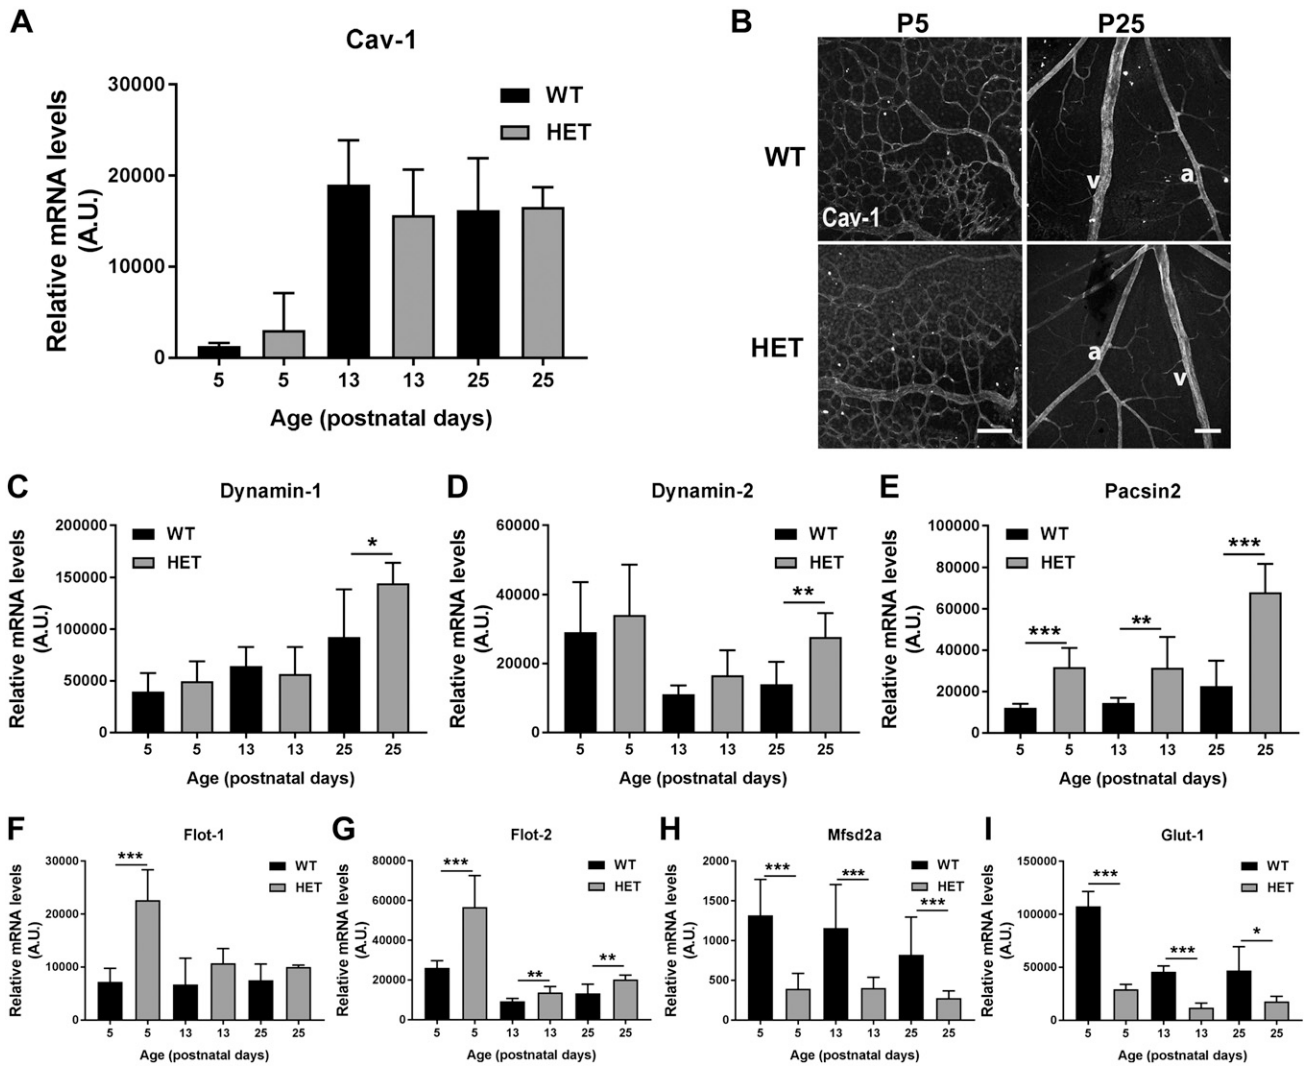 A
Cav-1
Relative mRNA levels
(A.U.)
30000
20000
10000
0
WT
HET
5 5 13 13 25 25
Age (postnatal days)
B
P5 P25
WT
HET
Cav-1
v
a
a
v
C
Dynamin-1
Relative mRNA levels
(A.U.)
200000
150000
100000
50000
0
WT
HET
*
5 5 13 13 25 25
Age (postnatal days)
D
Dynamin-2
Relative mRNA levels
(A.U.)
60000
40000
20000
0
WT
HET
**
5 5 13 13 25 25
Age (postnatal days)
E
Pacsin2
Relative mRNA levels
(A.U.)
100000
80000
60000
40000
20000
0
WT
HET
***
**
***
5 5 13 13 25 25
Age (postnatal days)
F
Flot-1
Relative mRNA levels
(A.U.)
30000
20000
10000
0
WT
HET
***
5 5 13 13 25 25
Age (postnatal days)
G
Flot-2
Relative mRNA levels
(A.U.)
80000
60000
40000
20000
0
WT
HET
***
**
**
5 5 13 13 25 25
Age (postnatal days)
H
Mfsd2a
Relative mRNA levels
(A.U.)
2000
1500
1000
500
0
WT
HET
***
***
***
5 5 13 13 25 25
Age (postnatal days)
I
Glut-1
Relative mRNA levels
(A.U.)
150000
100000
50000
0
WT
HET
***
***
*
5 5 13 13 25 25
Age (postnatal days)